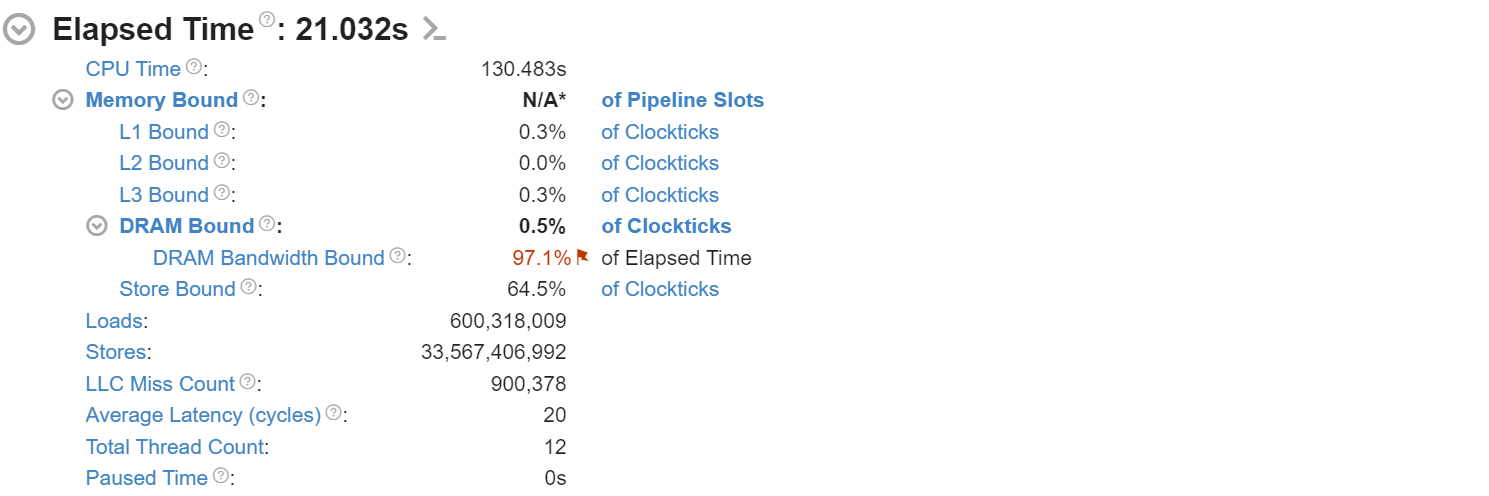 Elapsed Time: 21.032s
CPU Time: 130.483s
Memory Bound: N/A* of Pipeline Slots
L1 Bound: 0.3% of Clockticks
L2 Bound: 0.0% of Clockticks
L3 Bound: 0.3% of Clockticks
DRAM Bound: 0.5% of Clockticks
DRAM Bandwidth Bound: 97.1% of Elapsed Time
Store Bound: 64.5% of Clockticks
Loads: 600,318,009
Stores: 33,567,406,992
LLC Miss Count: 900,378
Average Latency (cycles): 20
Total Thread Count: 12
Paused Time: 0s